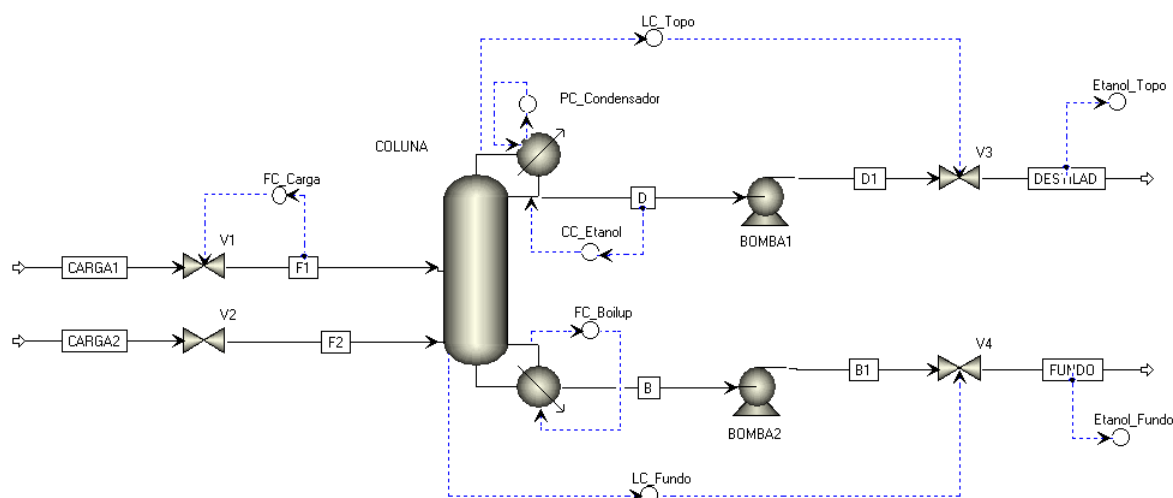 LC_Topo
Etanol_Topo
PC_Condensador
COLUNA
V3
FC_Carga
D
D1
DESTILAD
V1
BOMBA1
CC_Etanol
CARGA1
F1
V2
FC_Boilup
V4
CARGA2
F2
B
B1
FUNDO
Etanol_Fundo
BOMBA2
LC_Fundo